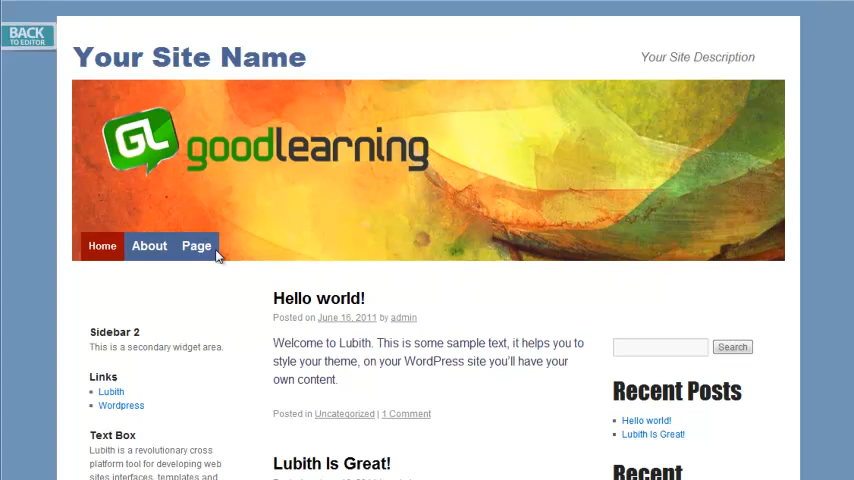 BACK
TO EDITOR
Your Site Name
Your Site Description
GL goodlearning
Home About Page
Hello world!
Posted on June 16, 2011 by admin
Welcome to Lubith. This is some sample text, it helps you to
style your theme, on your WordPress site you'll have your
own content.
Posted in Uncategorized | 1 Comment
Lubith Is Great!
Sidebar 2
This is a secondary widget area.
Links
Lubith
Wordpress
Text Box
Lubith is a revolutionary cross
platform tool for developing web
sites interfaces, templates and
Search
Recent Posts
Hello world!
Lubith Is Great!
Recent